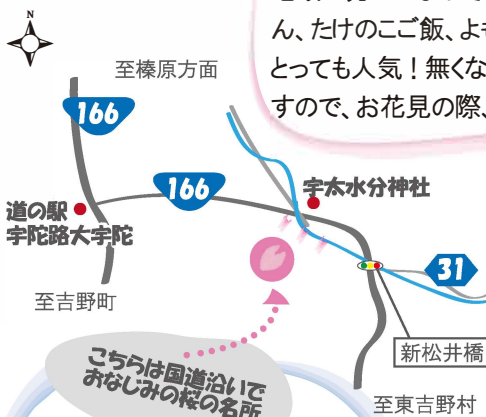 N
ん、たけのこご飯、よも
とっても人気！無くな
すので、お花見の際、
至榛原方面
166
166
宇太水分神社
道の駅
宇陀路大宇陀
31
至吉野町
新松井橋
こちらは国道沿いで
おなじみの桜の名所
至東吉野村